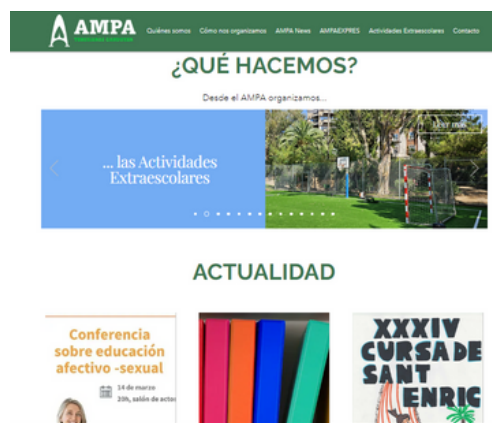 AMPA
Quiénes somos Cómo nos organizamos AMPA News AMPAEXPRES Actividades Extraescolares Contacto
¿QUÉ HACEMOS?
Desde el AMPA organizamos...
Leer más
... las Actividades
Extraescolares
ACTUALIDAD
Conferencia
sobre educación
afectivo -sexual
14 de marzo
20h, salón de actos
XXXIV
CURSA DE
SANT
ENRIC